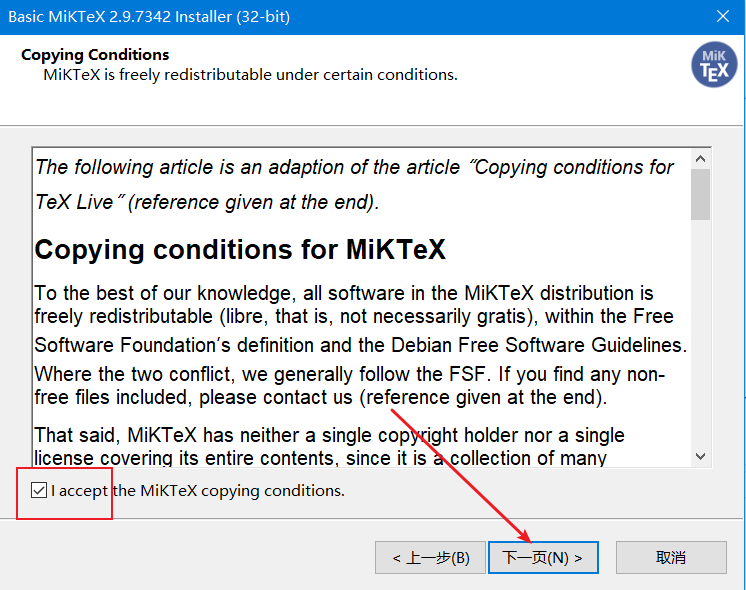 Basic MiKTeX 2.9.7342 Installer (32-bit)
Copying Conditions
MiKTeX is freely redistributable under certain conditions.
MiK
TEX
The following article is an adaption of the article ″Copying conditions for
TeX Live″ (reference given at the end).
Copying conditions for MiKTeX
To the best of our knowledge, all software in the MiKTeX distribution is
freely redistributable (libre, that is, not necessarily gratis), within the Free
Software Foundation′s definition and the Debian Free Software Guidelines.
Where the two conflict, we generally follow the FSF. If you find any non-
free files included, please contact us (reference given at the end).
That said, MiKTeX has neither a single copyright holder nor a single
license covering its entire contents, since it is a collection of many
I accept the MiKTeX copying conditions.
< 上一步(B)
下一页(N) >
取消